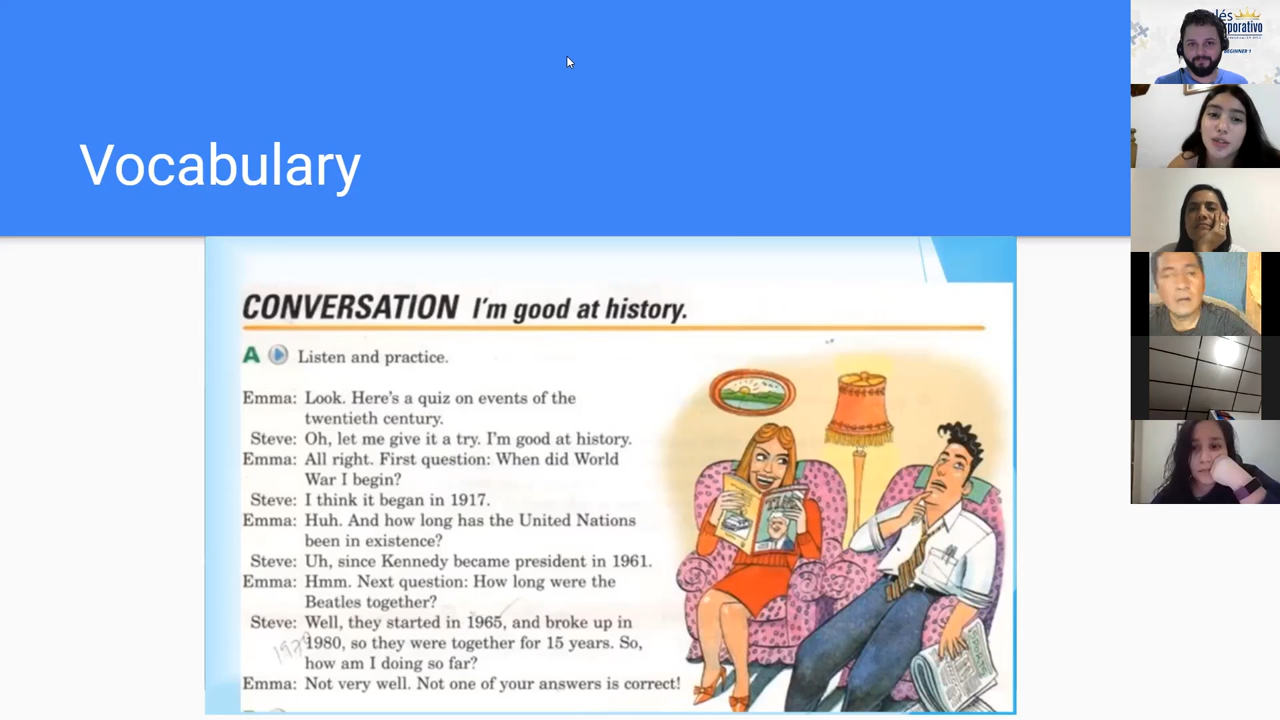 Vocabulary
CONVERSATION I'm good at history.
A Listen and practice.
Emma: Look. Here's a quiz on events of the
twentieth century.
Steve: Oh, let me give it a try. I'm good at history.
Emma: All right. First question: When did World
War I begin?
Steve: I think it began in 1917.
Emma: Huh. And how long has the United Nations
been in existence?
Steve: Uh, since Kennedy became president in 1961.
Emma: Hmm. Next question: How long were the
Beatles together?
Steve: Well, they started in 1965, and broke up in
1980, so they were together for 15 years. So,
how am I doing so far?
Emma: Not very well. Not one of your answers is correct!
BEGINNER 1